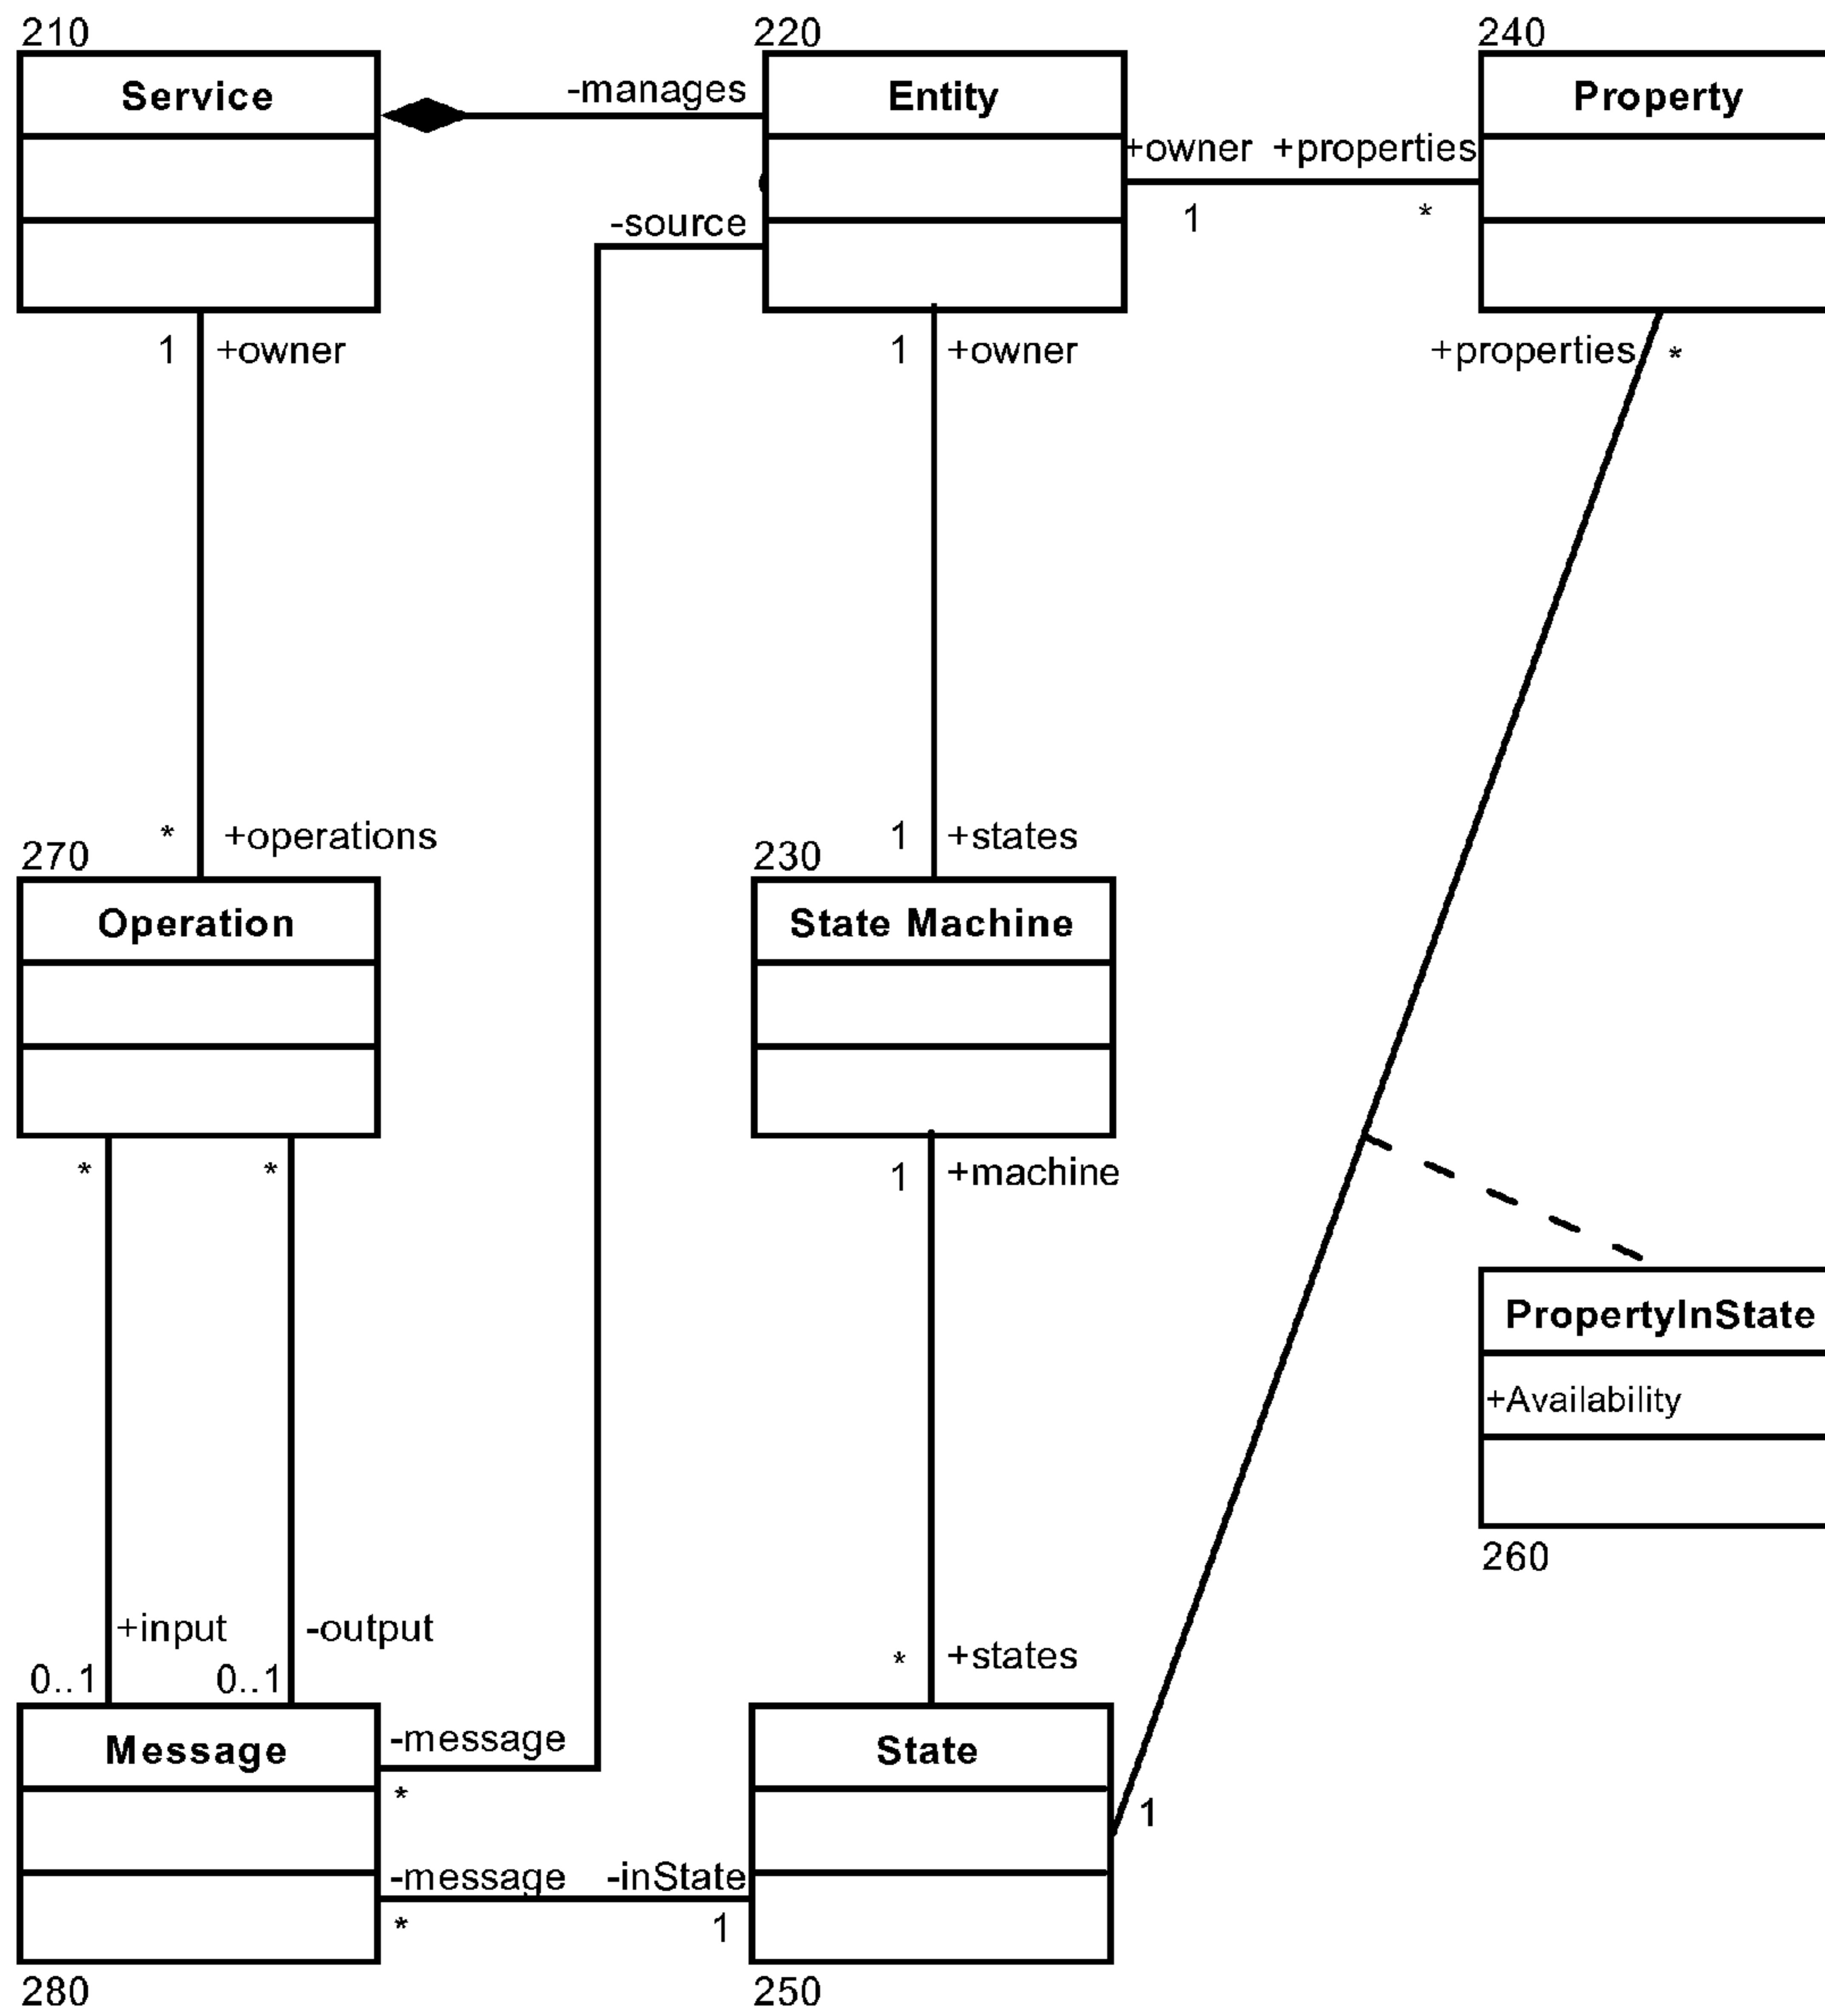 210
220
240
Service
-manages
Entity
Property
+owner +properties
1 *
-source
1 +owner
1 +owner
+properties *
* +operations
1 +states
270
230
Operation
State Machine
* *
1 +machine
PropertyInState
+Availability
260
+input -output
0..1 0..1
* +states
Message
-message
*
State
1
-message -inState
* 1
280
250